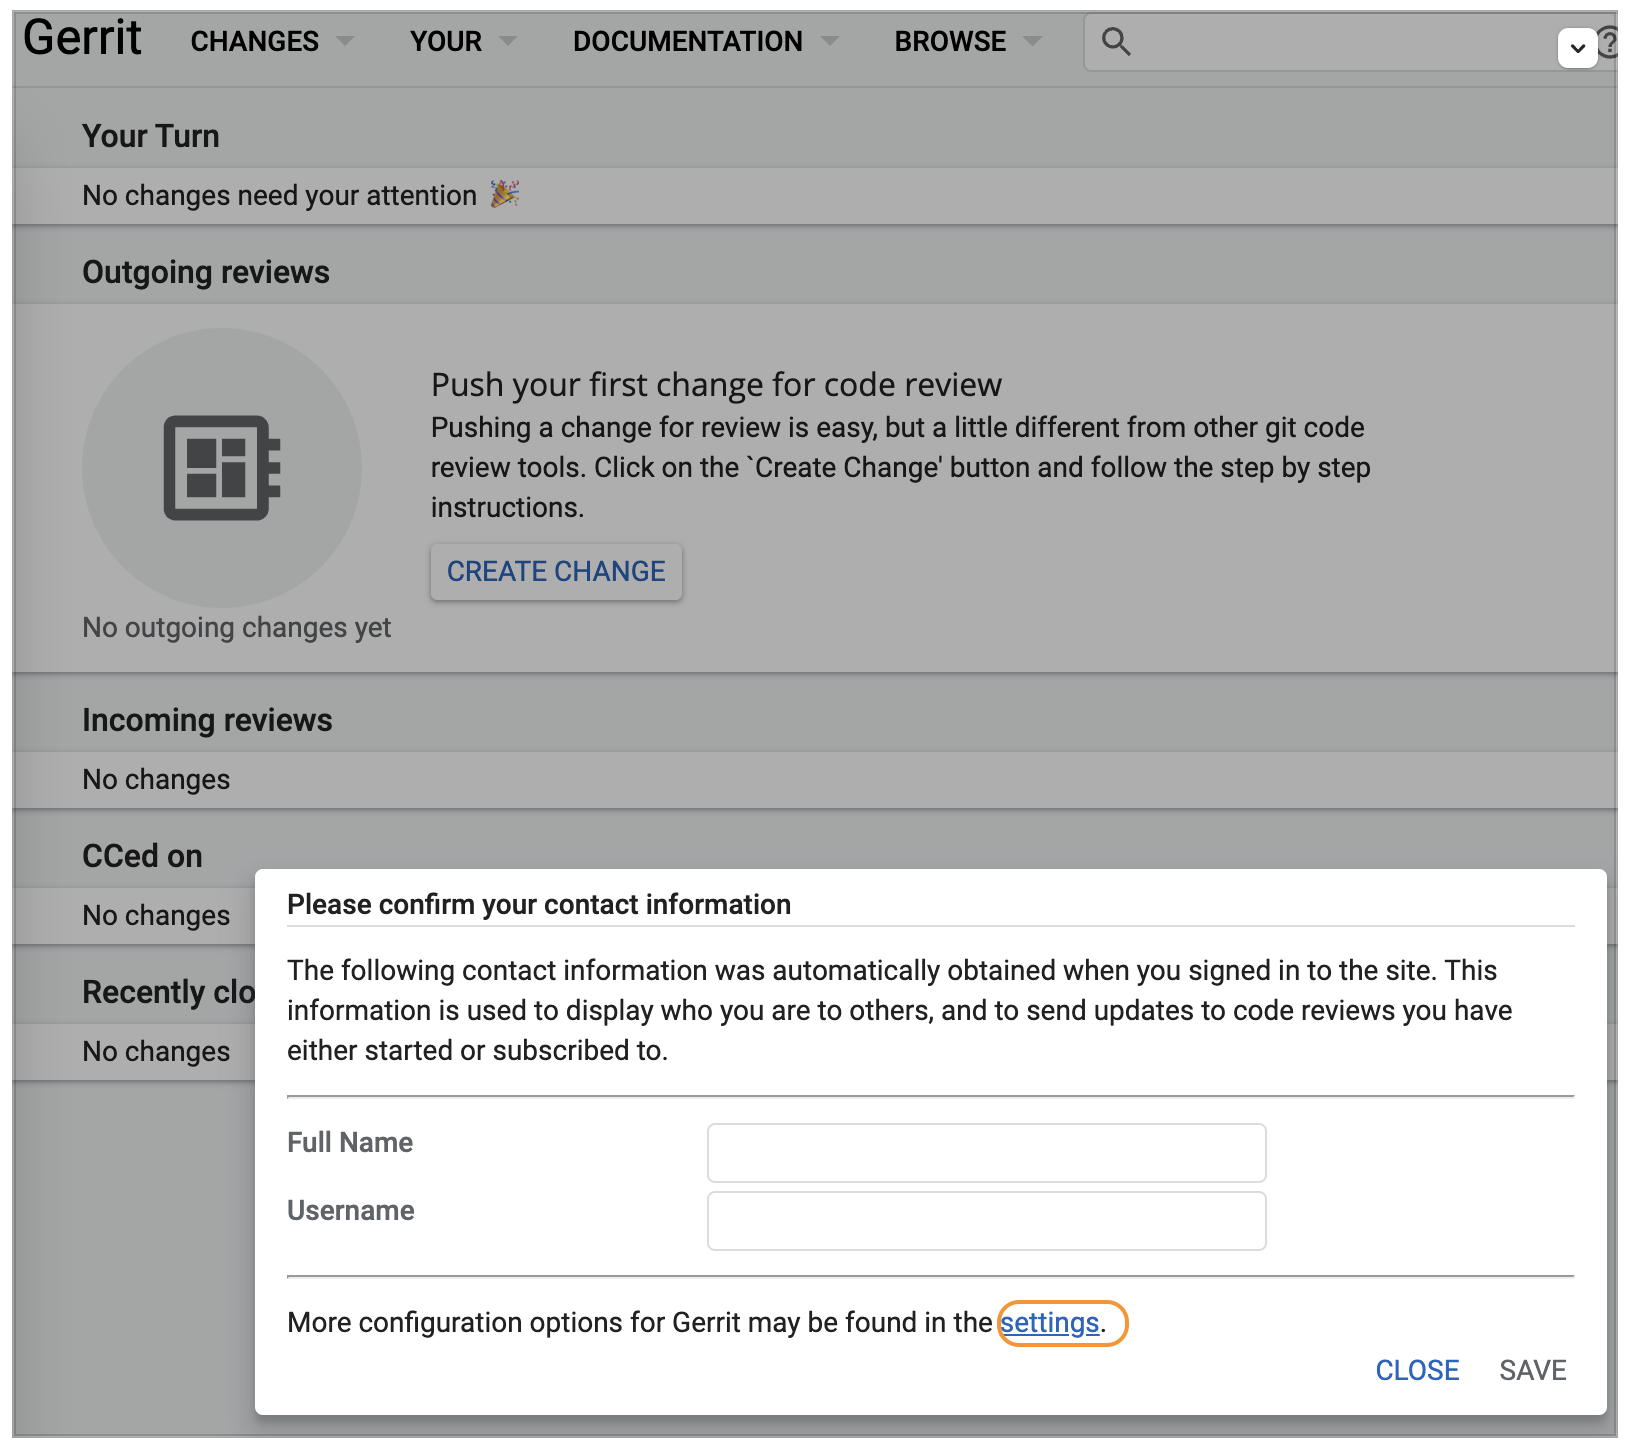 Gerrit CHANGES YOUR DOCUMENTATION BROWSE
Your Turn
No changes need your attention 🎉
Outgoing reviews
Push your first change for code review
Pushing a change for review is easy, but a little different from other git code
review tools. Click on the `Create Change' button and follow the step by step
instructions.
CREATE CHANGE
No outgoing changes yet
Incoming reviews
No changes
CCed on
No changes
Recently clo
No changes
Please confirm your contact information
The following contact information was automatically obtained when you signed in to the site. This
information is used to display who you are to others, and to send updates to code reviews you have
either started or subscribed to.
Full Name
Username
More configuration options for Gerrit may be found in the settings.
CLOSE SAVE